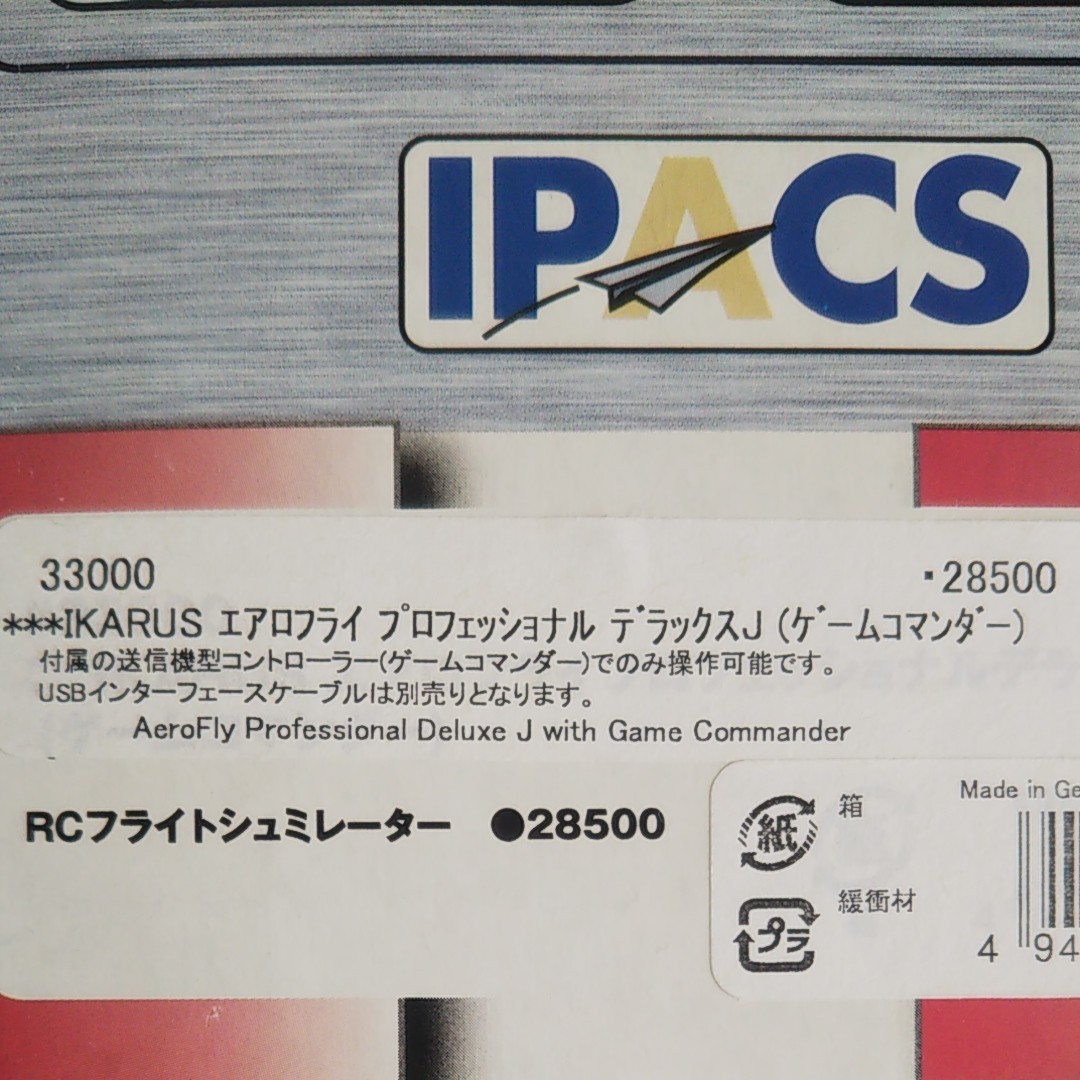 IPACS
33000
・28500
***IKARUS エアロフライ プロフェッショナル デラックスJ (ゲームコマンダー)
付属の送信機型コントローラー(ゲームコマンダー)でのみ操作可能です。
USBインターフェースケーブルは別売りとなります。
AeroFly Professional Deluxe J with Game Commander
RCフライトシュミレーター ●28500
紙 箱
プラ 緩衝材
Made in Ge
4 94